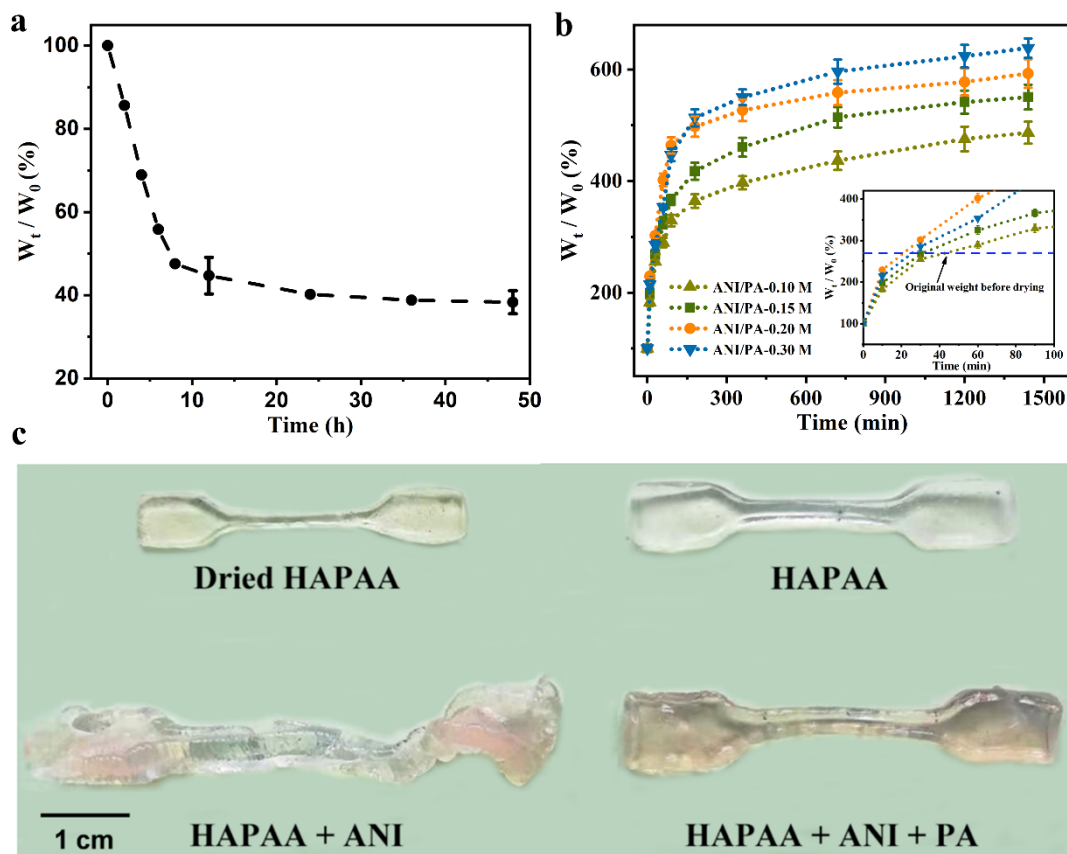 a
100
80
60
40
20
W_t / W_0 (%)
0
10
20
30
40
50
Time (h)
b
600
400
200
W_t / W_0 (%)
0
300
600
900
1200
1500
Time (min)
ANI/PA-0.10 M
ANI/PA-0.15 M
ANI/PA-0.20 M
ANI/PA-0.30 M
400
300
200
100
W_t / W_0 (%)
Original weight before drying
0
20
40
60
80
100
Time (min)
c
Dried HAPAA
HAPAA
1 cm
HAPAA + ANI
HAPAA + ANI + PA